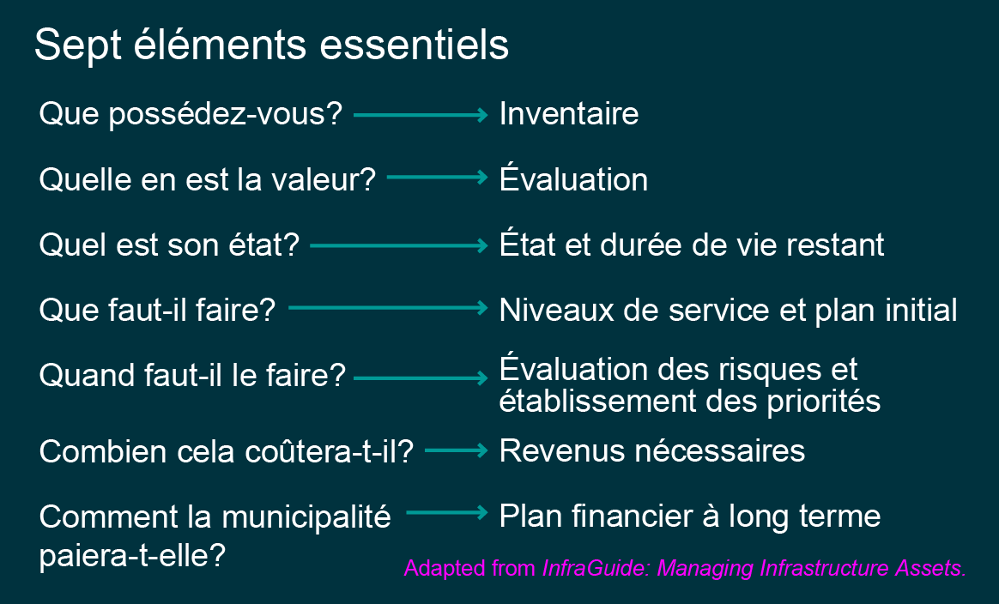 Sept éléments essentiels
Que possédez-vous? → Inventaire
Quelle en est la valeur? → Évaluation
Quel est son état? → État et durée de vie restant
Que faut-il faire? → Niveaux de service et plan initial
Quand faut-il le faire? → Évaluation des risques et
établissement des priorités
Combien cela coûtera-t-il? → Revenus nécessaires
Comment la municipalité → Plan financier à long terme
paiera-t-elle?
Adapted from InfraGuide: Managing Infrastructure Assets.